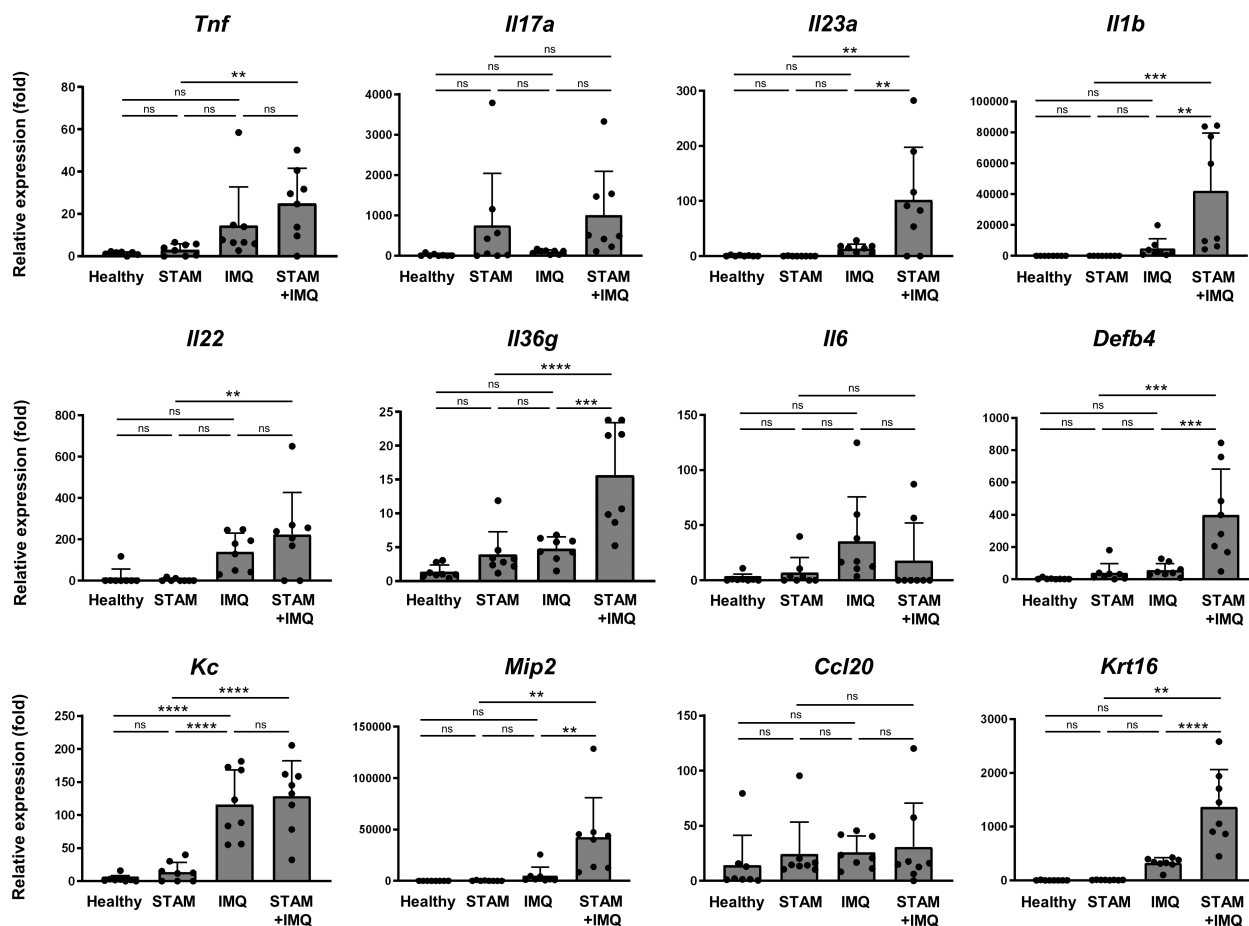 Tnf
Il17a
Il23a
Il1b
Relative expression (fold)
80
60
40
20
0
**
ns
ns ns ns
Healthy STAM IMQ STAM
+IMQ
4000
3000
2000
1000
0
ns
ns
ns ns ns
Healthy STAM IMQ STAM
+IMQ
300
200
100
0
**
ns
ns ns **
Healthy STAM IMQ STAM
+IMQ
100000
80000
60000
40000
20000
0
***
ns
ns ns **
Healthy STAM IMQ STAM
+IMQ
Il22
Il36g
Il6
Defb4
Relative expression (fold)
800
600
400
200
0
**
ns
ns ns ns
Healthy STAM IMQ STAM
+IMQ
25
20
15
10
5
0
****
ns
ns ns ***
Healthy STAM IMQ STAM
+IMQ
150
100
50
0
ns
ns
ns ns ns
Healthy STAM IMQ STAM
+IMQ
1000
800
600
400
200
0
***
ns
ns ns ***
Healthy STAM IMQ STAM
+IMQ
Kc
Mip2
Ccl20
Krt16
Relative expression (fold)
250
200
150
100
50
0
****
****
ns **** ns
Healthy STAM IMQ STAM
+IMQ
150000
100000
50000
0
**
ns
ns ns **
Healthy STAM IMQ STAM
+IMQ
150
100
50
0
ns
ns
ns ns ns
Healthy STAM IMQ STAM
+IMQ
3000
2000
1000
0
**
ns
ns ns ****
Healthy STAM IMQ STAM
+IMQ